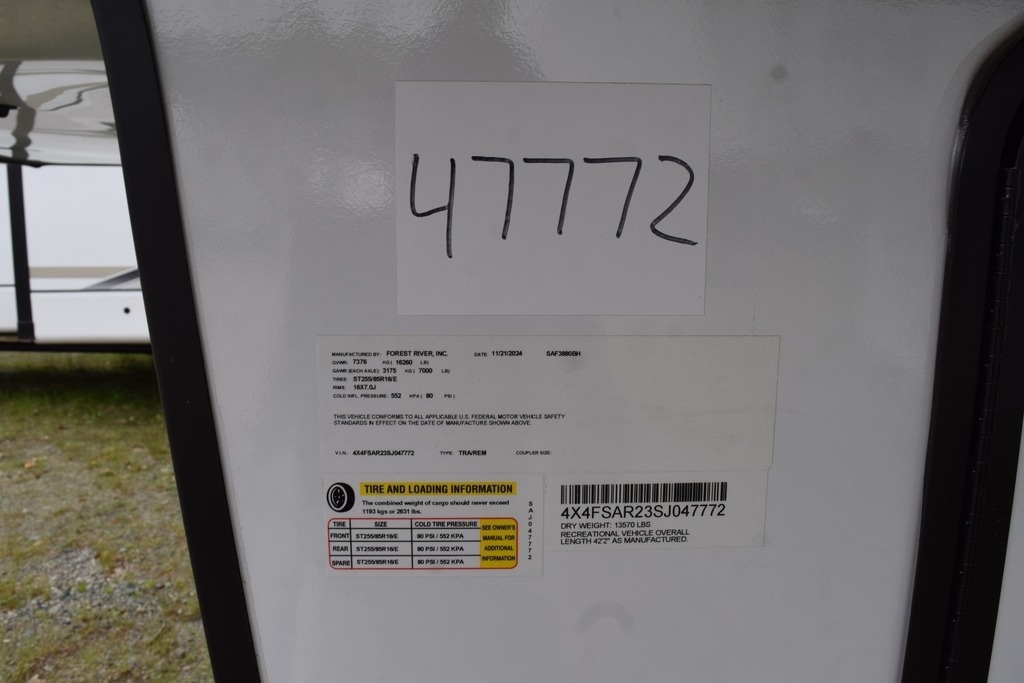 47772
MANUFACTURED BY: FOREST RIVER, INC. DATE: 11/21/2024 SAF3880BH
GVWR: 7376 KG ( 16260 LB)
GAWR (EACH AXLE): 3175 KG ( 7000 LB)
TIRES: ST255/85R16/E
RIMS: 16X7.0J
COLD INFL. PRESSURE: 552 KPA ( 80 PSI )
THIS VEHICLE CONFORMS TO ALL APPLICABLE U.S. FEDERAL MOTOR VEHICLE SAFETY
STANDARDS IN EFFECT ON THE DATE OF MANUFACTURE SHOWN ABOVE.
V I N: 4X4FSAR23SJ047772 TYPE: TRA/REM COUPLER SIZE:
TIRE AND LOADING INFORMATION
The combined weight of cargo should never exceed
1193 kgs or 2631 lbs.
TIRE SIZE COLD TIRE PRESSURE
FRONT ST255/85R16/E 80 PSI / 552 KPA
REAR ST255/85R16/E 80 PSI / 552 KPA
SPARE ST255/85R16/E 80 PSI / 552 KPA
SEE OWNER'S
MANUAL FOR
ADDITIONAL
INFORMATION
SAJ047772
4X4FSAR23SJ047772
DRY WEIGHT: 13570 LBS
RECREATIONAL VEHICLE OVERALL
LENGTH 42'2" AS MANUFACTURED.